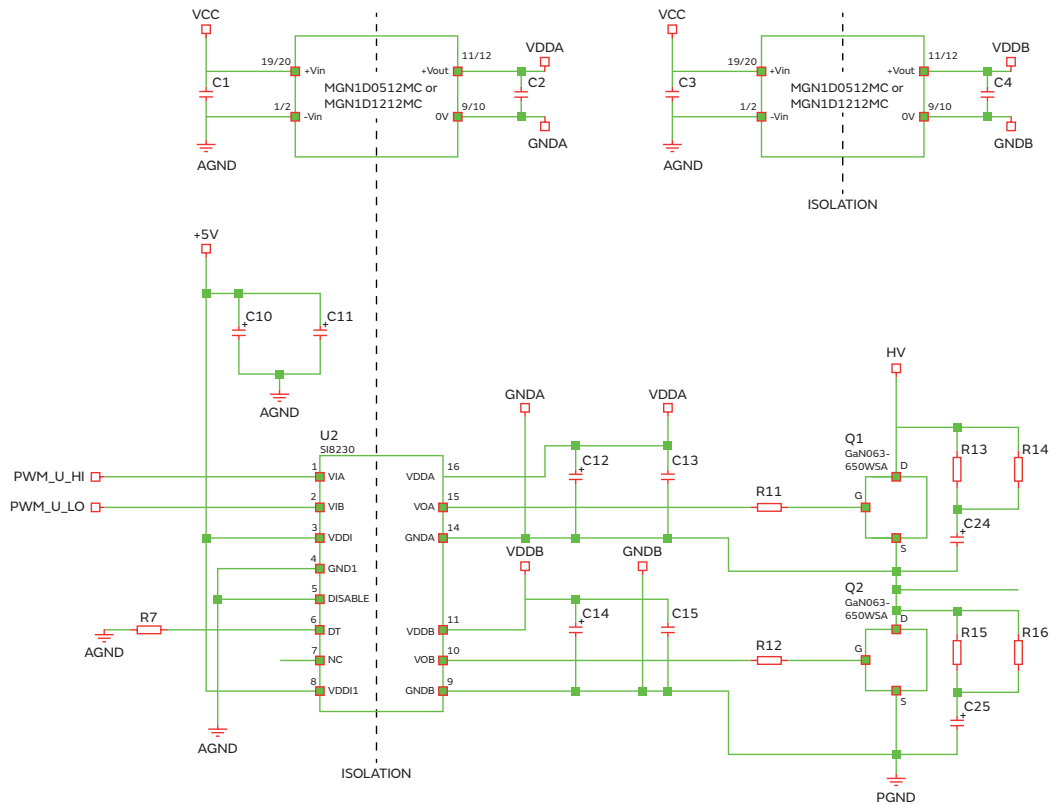 VCC
19/20
+Vin
C1
1/2
-Vin
AGND
MGN1D0512MC or
MGN1D1212MC
11/12
+Vout
VDDA
C2
9/10
0V
GNDA
VCC
19/20
+Vin
C3
1/2
-Vin
AGND
MGN1D0512MC or
MGN1D1212MC
11/12
+Vout
VDDB
C4
9/10
0V
GNDB
ISOLATION
+5V
+
C10
+
C11
AGND
HV
GNDA
VDDA
U2
SI8230
PWM_U_HI
1
VIA
PWM_U_LO
2
VIB
3
VDDI
4
GND1
5
DISABLE
R7
6
DT
AGND
7
NC
8
VDDI1
AGND
VDDA
16
VOA
15
GNDA
14
VDDB
11
VOB
10
GNDB
9
+
C12
C13
VDDB
GNDB
+
C14
C15
R11
R12
Q1
GaN063-
650WSA
D
G
S
R13
R14
+
C24
Q2
GaN063-
650WSA
D
G
S
R15
R16
+
C25
ISOLATION
PGND